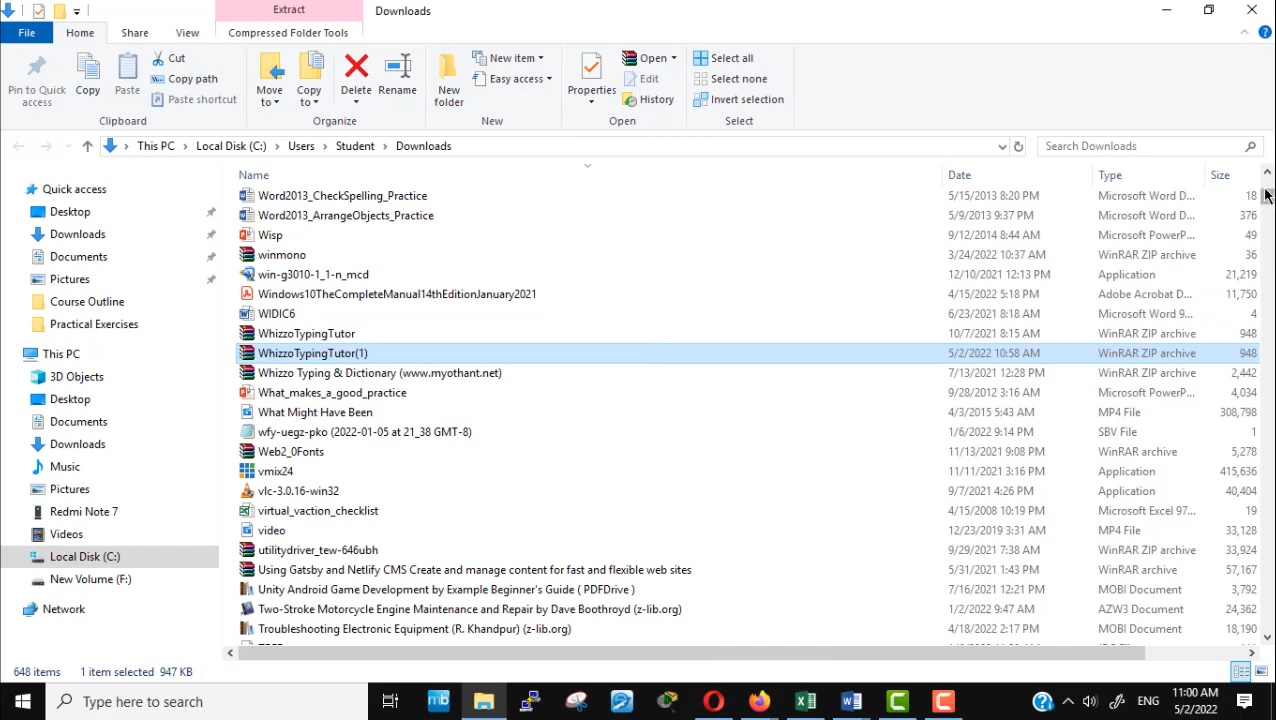 Extract
Downloads
File
Home
Share
View
Compressed Folder Tools
Pin to Quick access
Copy
Paste
Cut
Copy path
Paste shortcut
Clipboard
Move to
Copy to
Delete
Rename
Organize
New folder
New item
Easy access
New
Properties
Open
Edit
History
Open
Select all
Select none
Invert selection
Select
This PC > Local Disk (C:) > Users > Student > Downloads
Search Downloads
Name Date Type Size
Quick access
Desktop
Downloads
Documents
Pictures
Course Outline
Practical Exercises
This PC
3D Objects
Desktop
Documents
Downloads
Music
Pictures
Redmi Note 7
Videos
Local Disk (C:)
New Volume (F:)
Network
Word2013_CheckSpelling_Practice 5/15/2013 8:20 PM Microsoft Word D... 18
Word2013_ArrangeObjects_Practice 5/9/2013 9:37 PM Microsoft Word D... 376
Wisp 9/12/2014 8:44 AM Microsoft PowerP... 49
winmono 3/24/2022 10:37 AM WinRAR ZIP archive 36
win-g3010-1_1-n_mcd 12/10/2021 12:13 PM Application 21,219
Windows10TheCompleteManual14thEditionJanuary2021 4/15/2022 5:18 PM Adobe Acrobat D... 11,750
WIDIC6 6/23/2021 8:18 AM Microsoft Word 9... 4
WhizzoTypingTutor 10/7/2021 8:15 AM WinRAR ZIP archive 948
WhizzoTypingTutor(1) 5/2/2022 10:58 AM WinRAR ZIP archive 948
Whizzo Typing & Dictionary (www.myothant.net) 7/13/2021 12:28 PM WinRAR ZIP archive 2,442
What_makes_a_good_practice 9/28/2012 3:16 AM Microsoft PowerP... 4,034
What Might Have Been 4/3/2015 5:43 AM MP4 File 308,798
wfy-uegz-pko (2022-01-05 at 21_38 GMT-8) 1/6/2022 9:14 PM SBV File 1
Web2_0Fonts 11/13/2021 9:08 PM WinRAR archive 5,278
vmix24 11/11/2021 3:16 PM Application 415,636
vlc-3.0.16-win32 9/7/2021 4:26 PM Application 40,404
virtual_vaction_checklist 4/15/2008 10:19 PM Microsoft Excel 97... 19
video 12/23/2019 3:31 AM MP4 File 33,128
utilitydriver_tew-646ubh 9/29/2021 7:38 AM WinRAR ZIP archive 33,924
Using Gatsby and Netlify CMS Create and manage content for fast and flexible web sites 5/31/2021 1:43 PM WinRAR ZIP archive 57,167
Unity Android Game Development by Example Beginner's Guide ( PDFDrive ) 7/16/2021 12:21 PM MOBI Document 3,792
Two-Stroke Motorcycle Engine Maintenance and Repair by Dave Boothroyd (z-lib.org) 1/2/2022 9:47 AM AZW3 Document 24,362
Troubleshooting Electronic Equipment (R. Khandpur) (z-lib.org) 4/18/2022 2:17 PM MOBI Document 18,190
648 items 1 item selected 947 KB
Type here to search
mb
ENG
11:00 AM
5/2/2022